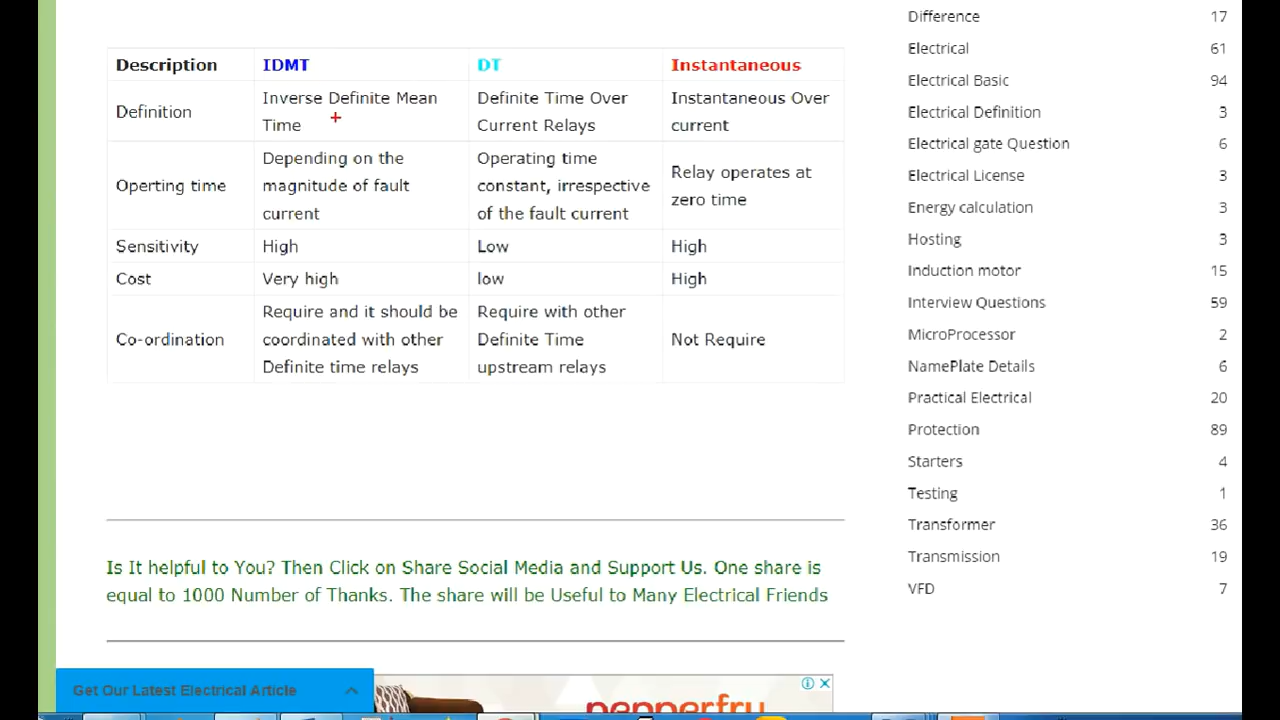 Description IDMT DT Instantaneous
Definition
Inverse Definite Mean
Time
Definite Time Over
Current Relays
Instantaneous Over
current
Operting time
Depending on the
magnitude of fault
current
Operating time
constant, irrespective
of the fault current
Relay operates at
zero time
Sensitivity High Low High
Cost Very high low High
Co-ordination
Require and it should be
coordinated with other
Definite time relays
Require with other
Definite Time
upstream relays
Not Require
Is It helpful to You? Then Click on Share Social Media and Support Us. One share is
equal to 1000 Number of Thanks. The share will be Useful to Many Electrical Friends
Get Our Latest Electrical Article
pepperfry
Difference 17
Electrical 61
Electrical Basic 94
Electrical Definition 3
Electrical gate Question 6
Electrical License 3
Energy calculation 3
Hosting 3
Induction motor 15
Interview Questions 59
MicroProcessor 2
NamePlate Details 6
Practical Electrical 20
Protection 89
Starters 4
Testing 1
Transformer 36
Transmission 19
VFD 7